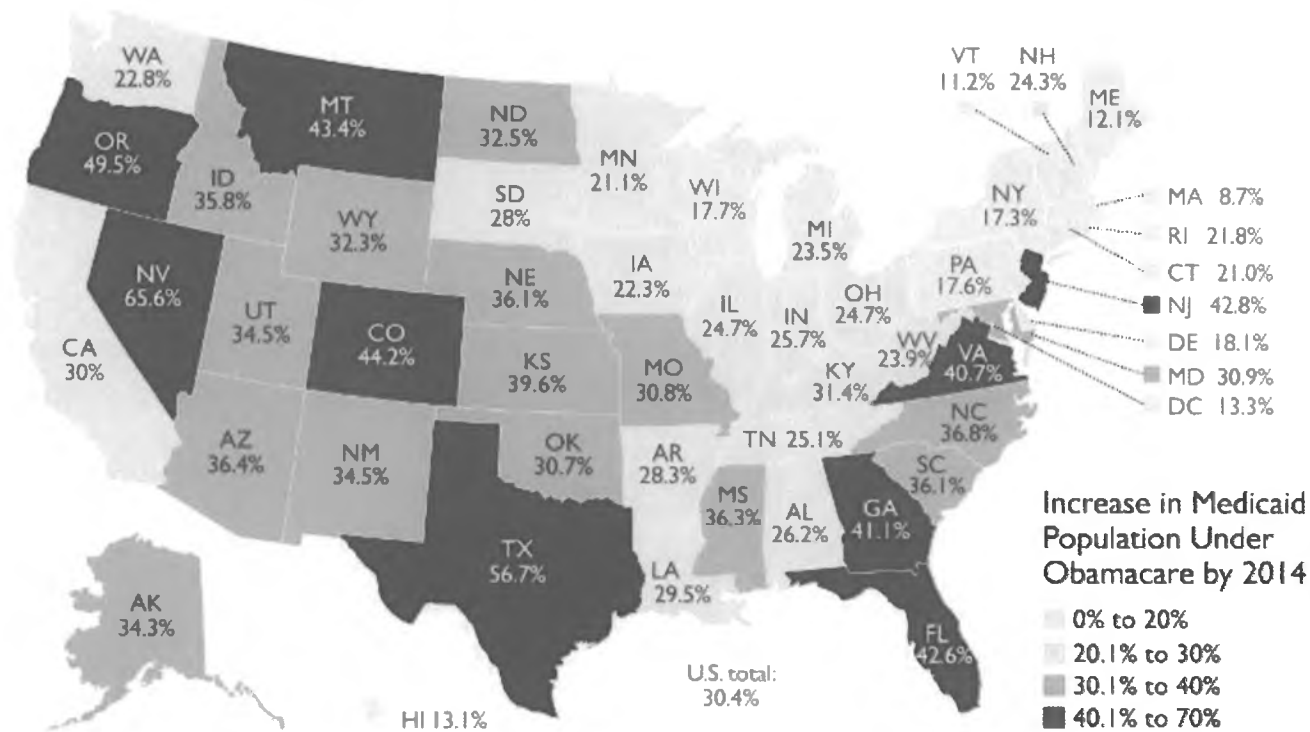 WA
22.8%
OR
49.5%
MT
43.4%
ID
35.8%
WY
32.3%
ND
32.5%
SD
28%
MN
21.1%
WI
17.7%
MI
23.5%
VT
11.2%
NH
24.3%
ME
12.1%
NY
17.3%
MA 8.7%
RI 21.8%
CT 21.0%
NJ 42.8%
DE 18.1%
MD 30.9%
DC 13.3%
PA
17.6%
NV
65.6%
UT
34.5%
CO
44.2%
NE
36.1%
KS
39.6%
IA
22.3%
MO
30.8%
IL
24.7%
IN
25.7%
OH
24.7%
WV
23.9%
VA
40.7%
KY
31.4%
CA
30%
AZ
36.4%
NM
34.5%
OK
30.7%
TX
56.7%
AR
28.3%
LA
29.5%
TN 25.1%
MS
36.3%
AL
26.2%
GA
41.1%
NC
36.8%
SC
36.1%
FL
42.6%
AK
34.3%
HI 13.1%
U.S. total:
30.4%
Increase in Medicaid
Population Under
Obamacare by 2014
0% to 20%
20.1% to 30%
30.1% to 40%
40.1% to 70%